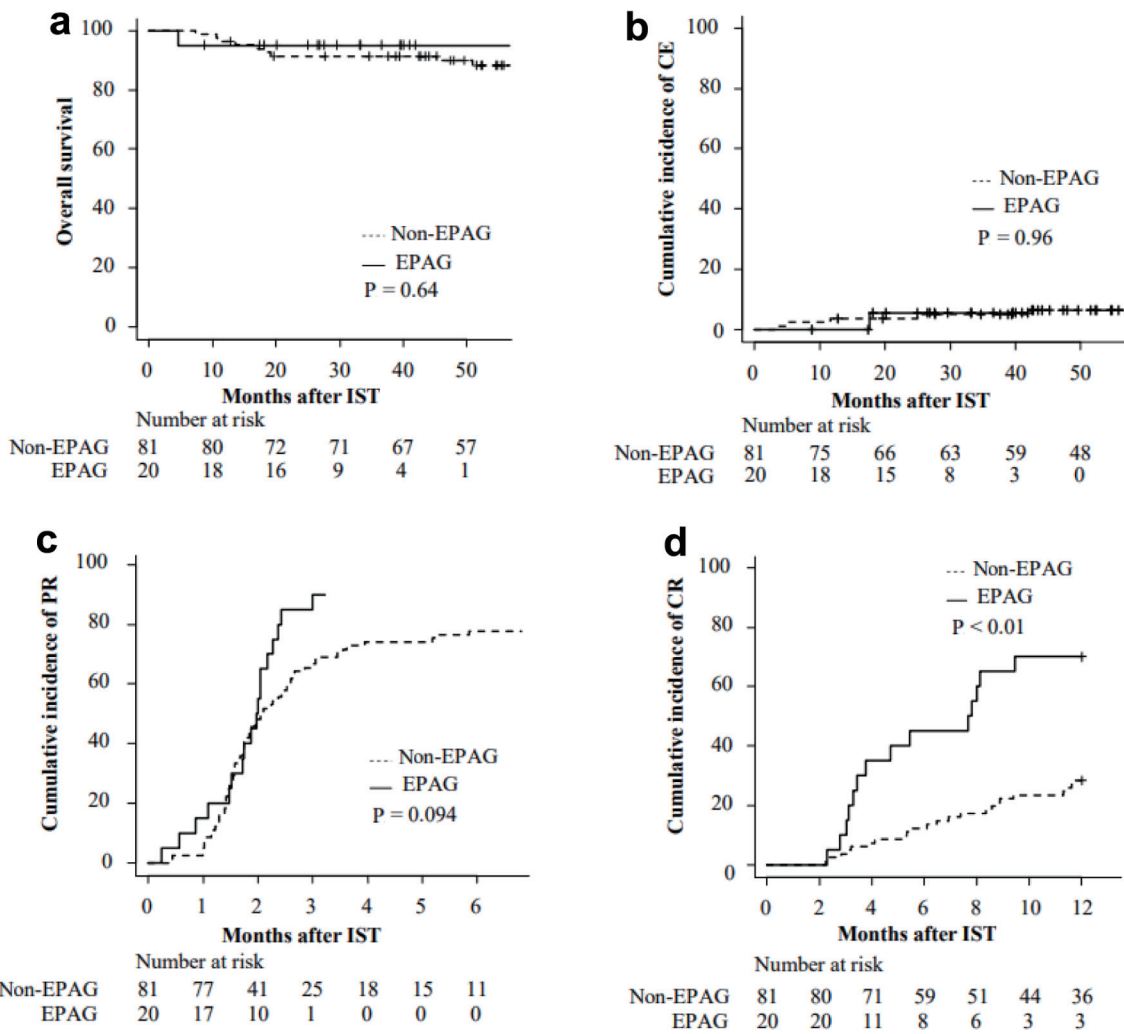 a
100
80
60
40
20
0
Overall survival
Non-EPAG
EPAG
P = 0.64
0 10 20 30 40 50
Months after IST
Number at risk
Non-EPAG 81 80 72 71 67 57
EPAG 20 18 16 9 4 1
b
100
80
60
40
20
0
Cumulative incidence of CE
Non-EPAG
EPAG
P = 0.96
0 10 20 30 40 50
Months after IST
Number at risk
Non-EPAG 81 75 66 63 59 48
EPAG 20 18 15 8 3 0
c
100
80
60
40
20
0
Cumulative incidence of PR
Non-EPAG
EPAG
P = 0.094
0 1 2 3 4 5 6
Months after IST
Number at risk
Non-EPAG 81 77 41 25 18 15 11
EPAG 20 17 10 1 0 0 0
d
100
80
60
40
20
0
Cumulative incidence of CR
Non-EPAG
EPAG
P < 0.01
0 2 4 6 8 10 12
Months after IST
Number at risk
Non-EPAG 81 80 71 59 51 44 36
EPAG 20 20 11 8 6 3 3